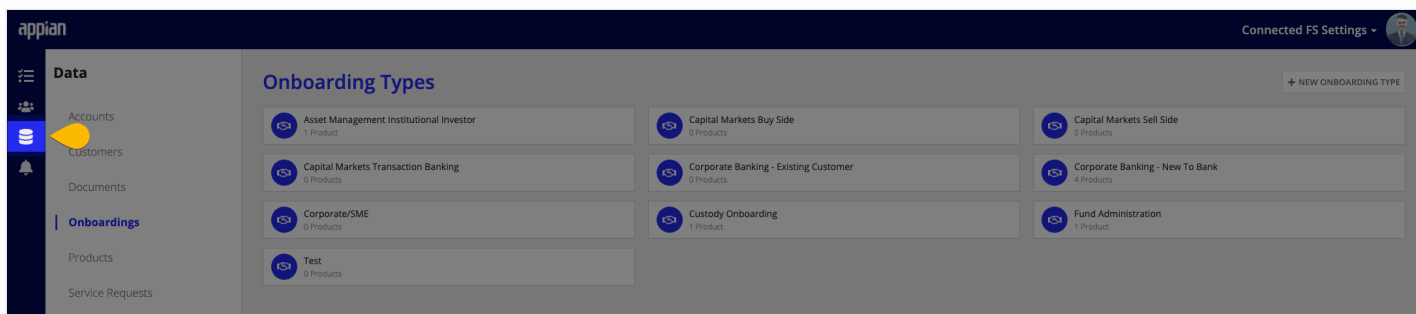 appian
Connected FS Settings
Data
Accounts
Customers
Documents
Onboardings
Products
Service Requests
Onboarding Types
+ NEW ONBOARDING TYPE
Asset Management Institutional Investor
1 Product
Capital Markets Buy Side
0 Products
Capital Markets Sell Side
0 Products
Capital Markets Transaction Banking
0 Products
Corporate Banking - Existing Customer
0 Products
Corporate Banking - New To Bank
4 Products
Corporate/SME
0 Products
Custody Onboarding
1 Product
Fund Administration
1 Product
Test
0 Products